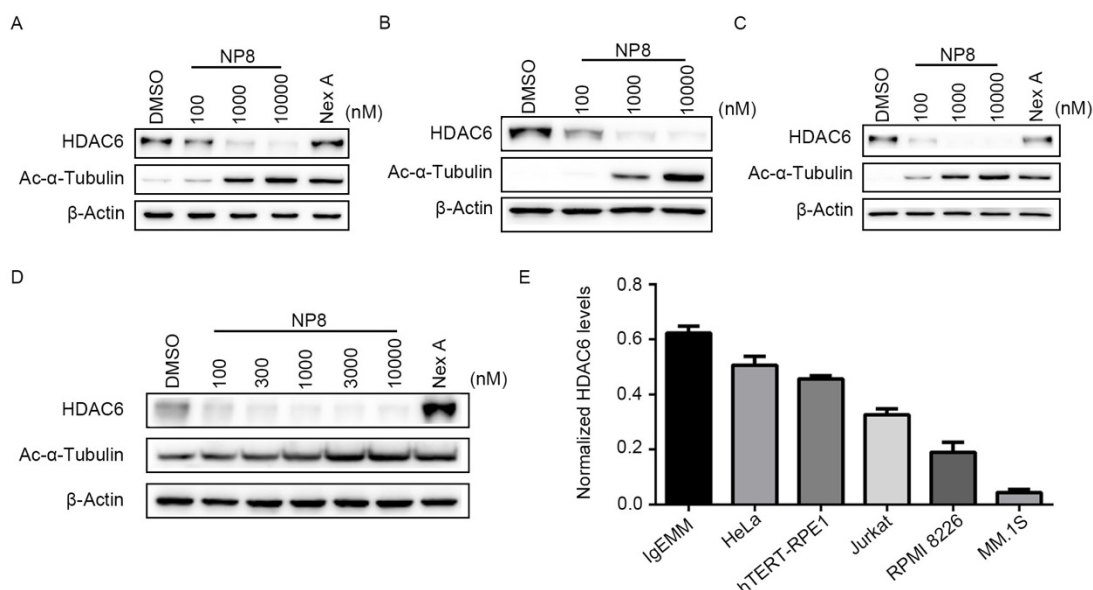 A
NP8
DMSO
100
1000
10000
Nex A
(nM)
HDAC6
Ac-α-Tubulin
β-Actin
B
NP8
DMSO
100
1000
10000
(nM)
HDAC6
Ac-α-Tubulin
β-Actin
C
NP8
DMSO
100
1000
10000
Nex A
(nM)
HDAC6
Ac-α-Tubulin
β-Actin
D
NP8
DMSO
100
300
1000
3000
10000
Nex A
(nM)
HDAC6
Ac-α-Tubulin
β-Actin
E
Normalized HDAC6 levels
0.8
0.6
0.4
0.2
0.0
IgEMM
HeLa
hTERT-RPE1
Jurkat
RPMI 8226
MM.1S